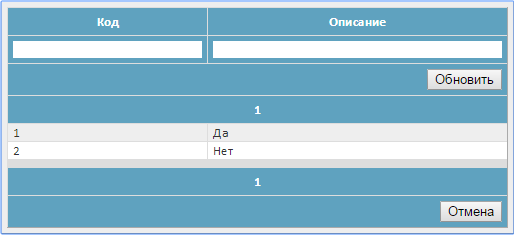 Код Описание
Обновить
1
1 Да
2 Нет
1
Отмена